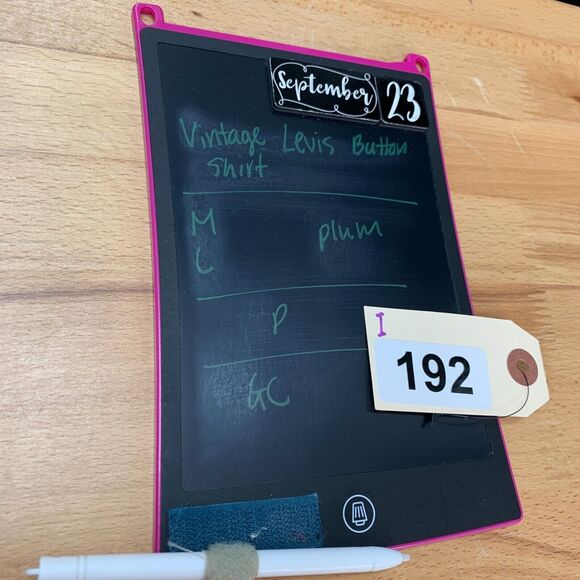 September 23
Vintage Levis Button
Shirt
M plum
C
P
GC
I
192